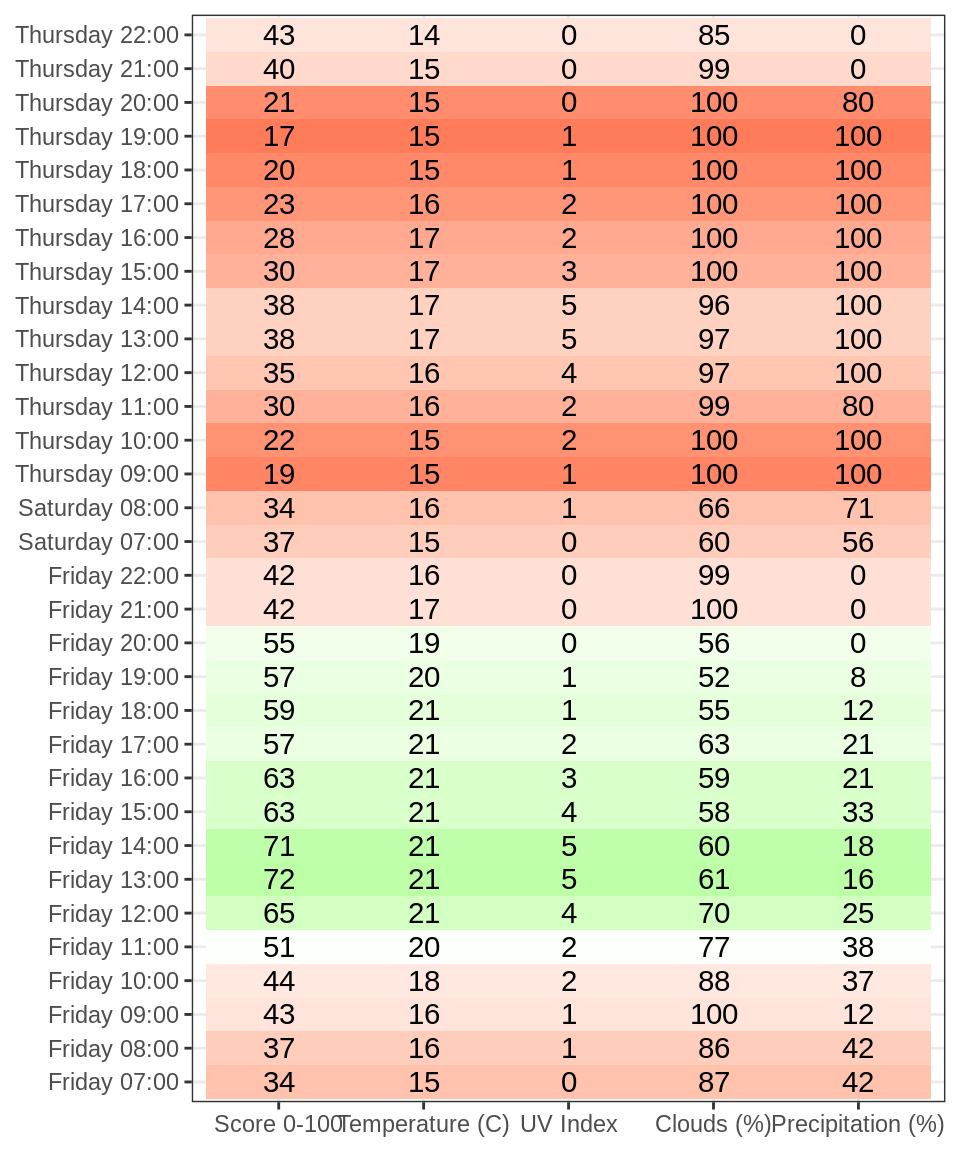 Thursday 22:00 43 14 0 85 0
Thursday 21:00 40 15 0 99 0
Thursday 20:00 21 15 0 100 80
Thursday 19:00 17 15 1 100 100
Thursday 18:00 20 15 1 100 100
Thursday 17:00 23 16 2 100 100
Thursday 16:00 28 17 2 100 100
Thursday 15:00 30 17 3 100 100
Thursday 14:00 38 17 5 96 100
Thursday 13:00 38 17 5 97 100
Thursday 12:00 35 16 4 97 100
Thursday 11:00 30 16 2 99 80
Thursday 10:00 22 15 2 100 100
Thursday 09:00 19 15 1 100 100
Saturday 08:00 34 16 1 66 71
Saturday 07:00 37 15 0 60 56
Friday 22:00 42 16 0 99 0
Friday 21:00 42 17 0 100 0
Friday 20:00 55 19 0 56 0
Friday 19:00 57 20 1 52 8
Friday 18:00 59 21 1 55 12
Friday 17:00 57 21 2 63 21
Friday 16:00 63 21 3 59 21
Friday 15:00 63 21 4 58 33
Friday 14:00 71 21 5 60 18
Friday 13:00 72 21 5 61 16
Friday 12:00 65 21 4 70 25
Friday 11:00 51 20 2 77 38
Friday 10:00 44 18 2 88 37
Friday 09:00 43 16 1 100 12
Friday 08:00 37 16 1 86 42
Friday 07:00 34 15 0 87 42
Score 0-100 Temperature (C) UV Index Clouds (%) Precipitation (%)